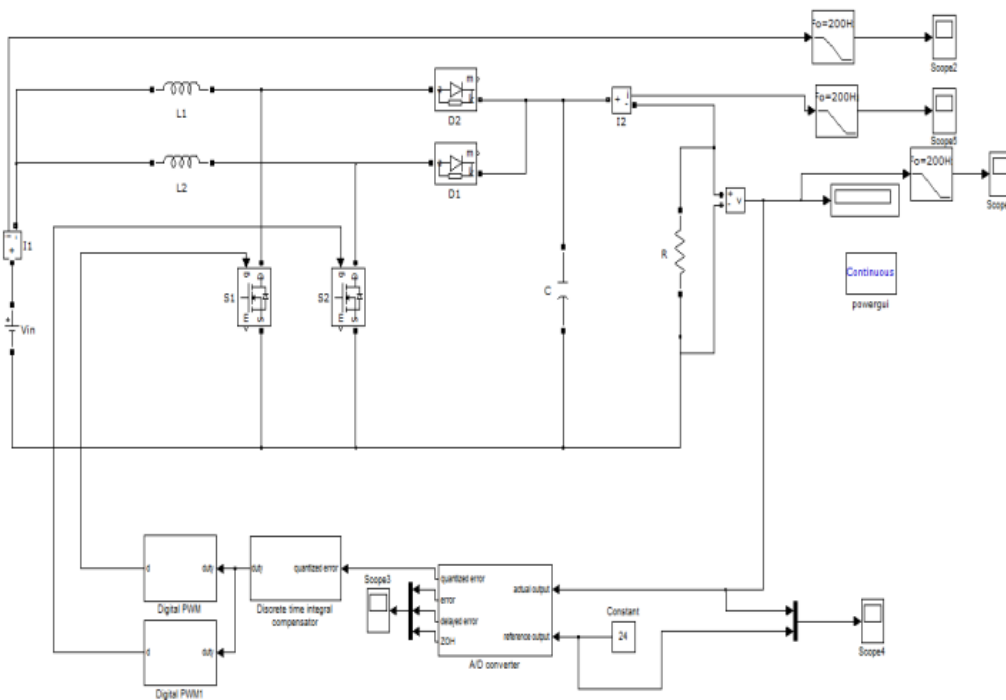 Fo=200H
Scope2
L1
m
D2
I2
Fo=200H
Scope5
L2
m
D1
Fo=200H
v
Scope
I1
S1
S2
C
R
Continuous
powergui
Vin
d
duty
Digital PWM
duty
quantized error
Discrete time integral
compensator
Scope3
quantized error
error
delayed error
ZOH
actual output
reference output
A/D converter
Constant
24
Scope4
d
duty
Digital PWM1